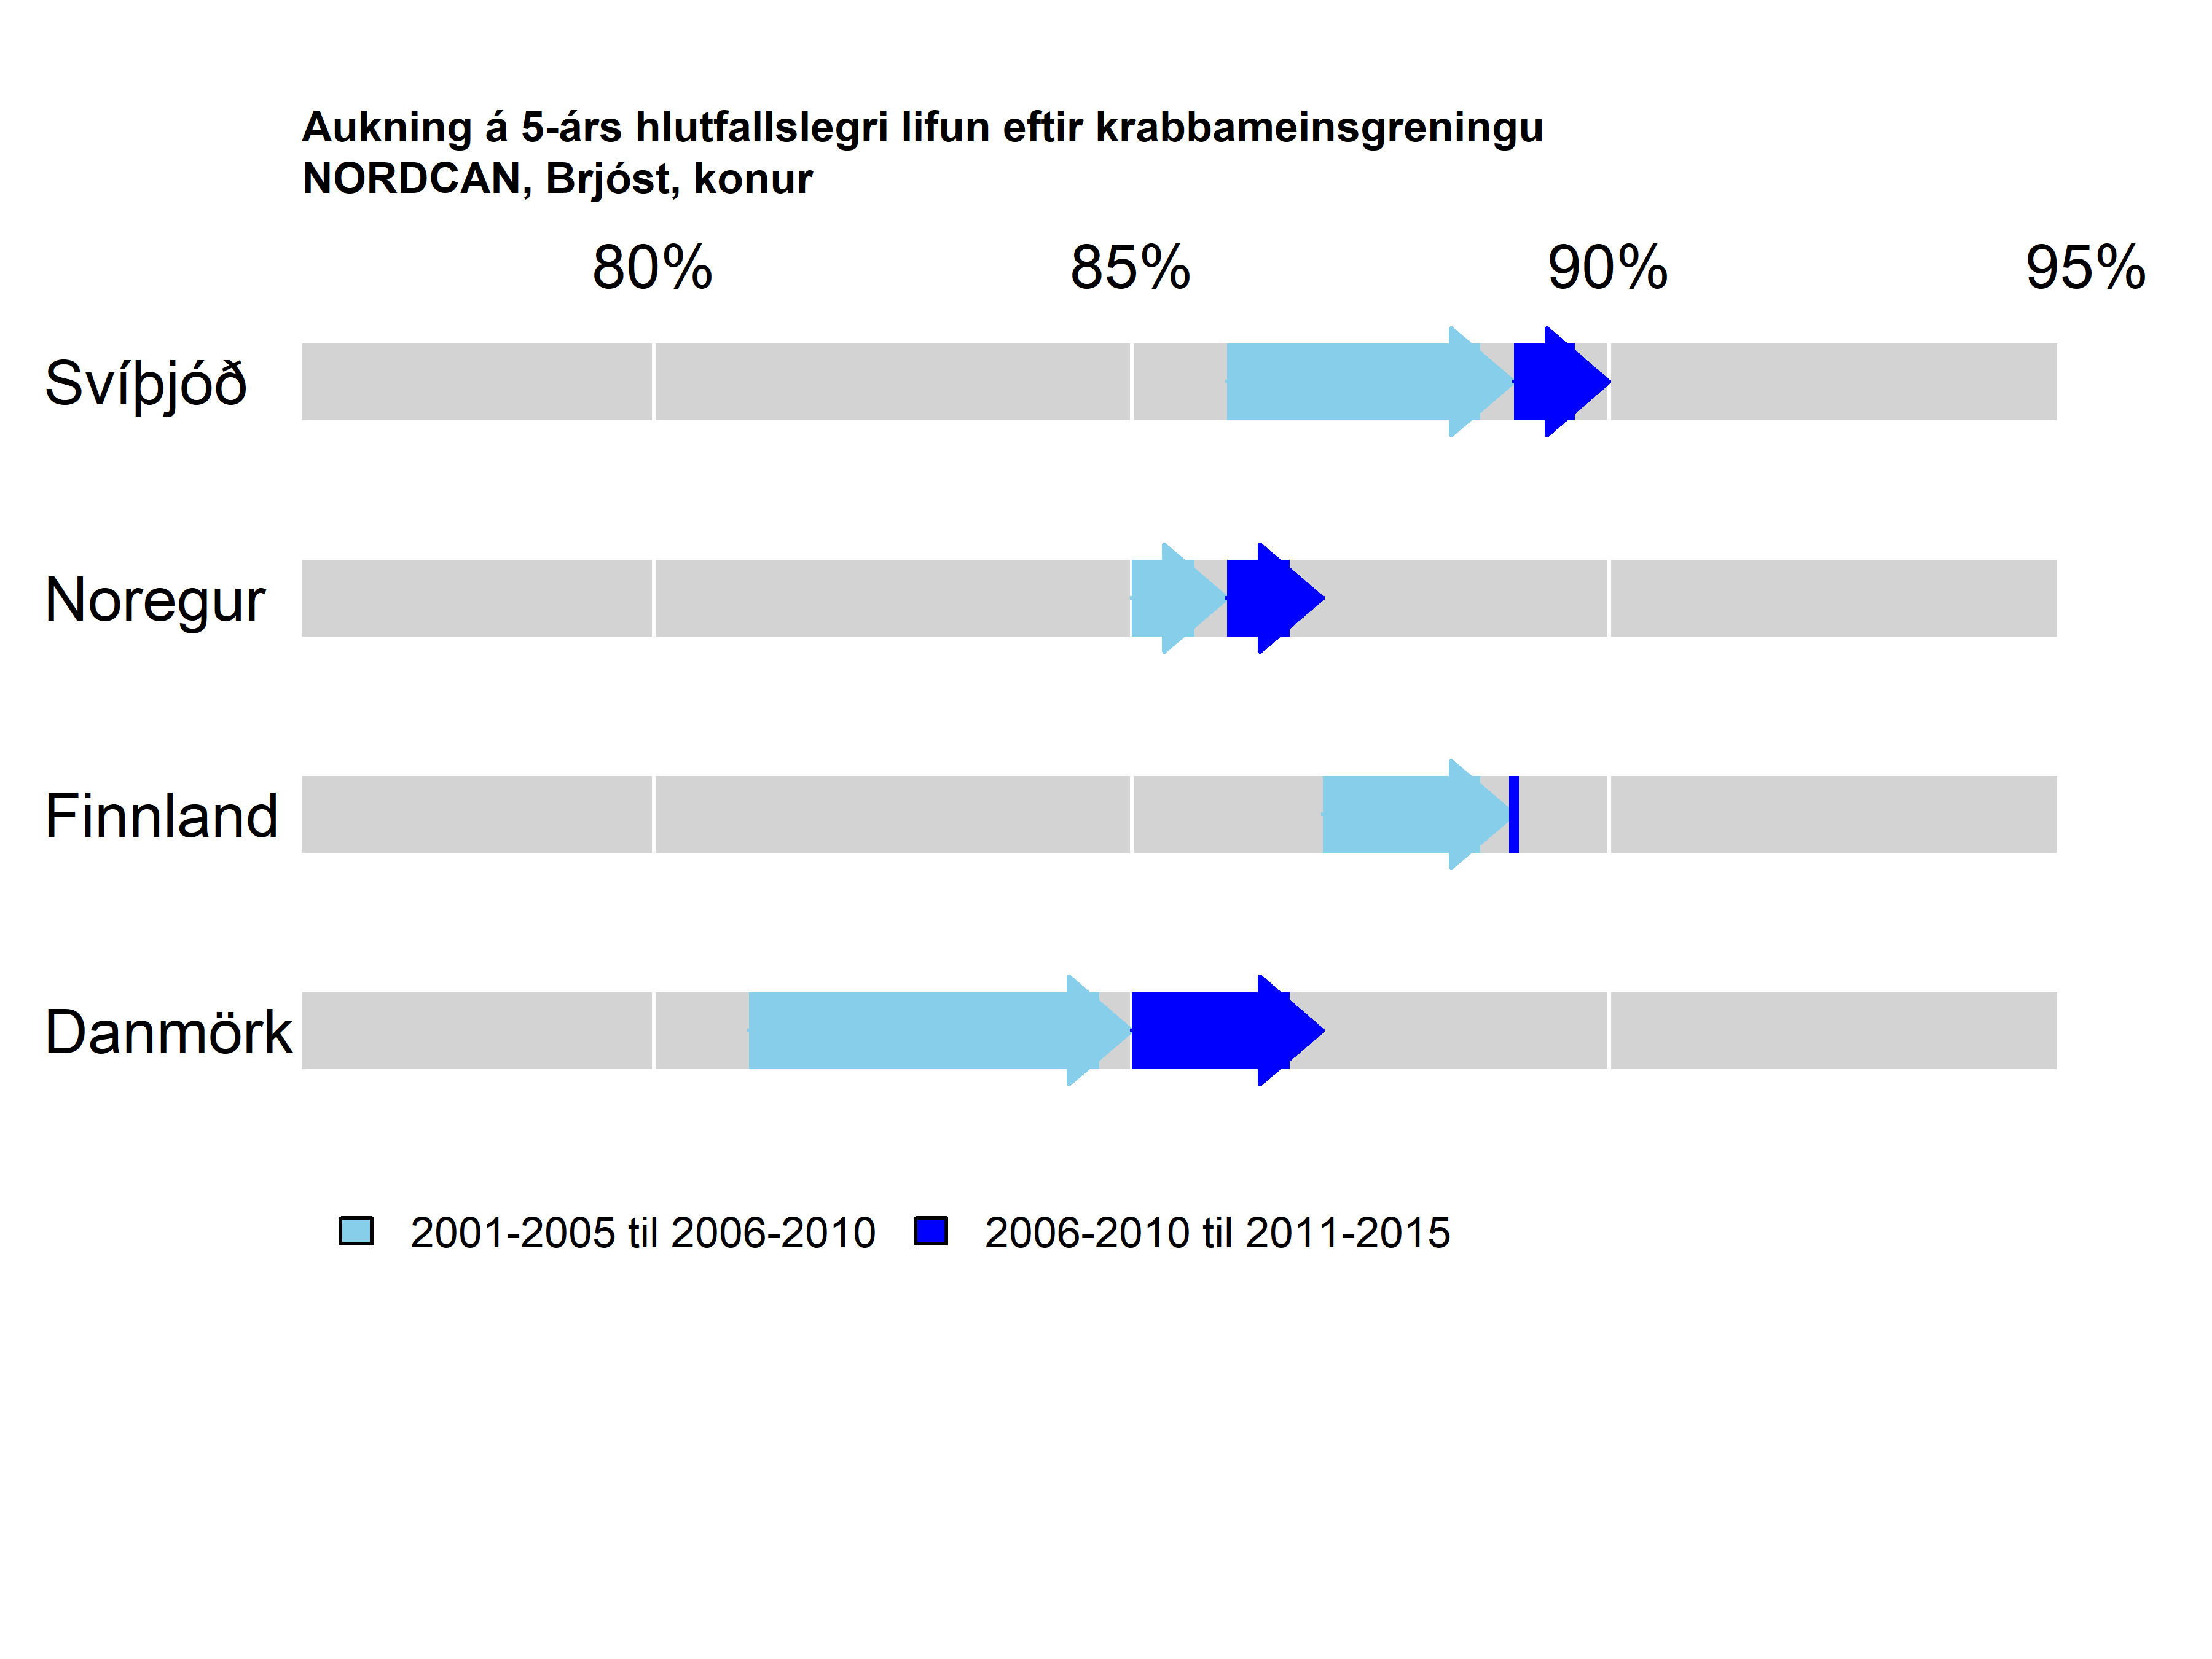 Aukning á 5-árs hlutfallslegri lifun eftir krabbameinsgreningu
NORDCAN, Brjóst, konur
80% 85% 90% 95%
Svíþjóð
Noregur
Finnland
Danmörk
2001-2005 til 2006-2010 2006-2010 til 2011-2015